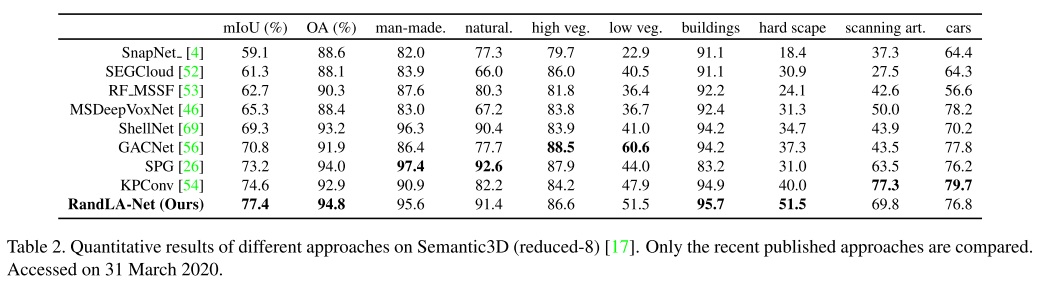 mIoU (%) OA (%) man-made. natural. high veg. low veg. buildings hard scape scanning art. cars
SnapNet_ [4] 59.1 88.6 82.0 77.3 79.7 22.9 91.1 18.4 37.3 64.4
SEGCloud [52] 61.3 88.1 83.9 66.0 86.0 40.5 91.1 30.9 27.5 64.3
RF_MSSF [53] 62.7 90.3 87.6 80.3 81.8 36.4 92.2 24.1 42.6 56.6
MSDeepVoxNet [46] 65.3 88.4 83.0 67.2 83.8 36.7 92.4 31.3 50.0 78.2
ShellNet [69] 69.3 93.2 96.3 90.4 83.9 41.0 94.2 34.7 43.9 70.2
GACNet [56] 70.8 91.9 86.4 77.7 88.5 60.6 94.2 37.3 43.5 77.8
SPG [26] 73.2 94.0 97.4 92.6 87.9 44.0 83.2 31.0 63.5 76.2
KPConv [54] 74.6 92.9 90.9 82.2 84.2 47.9 94.9 40.0 77.3 79.7
RandLA-Net (Ours) 77.4 94.8 95.6 91.4 86.6 51.5 95.7 51.5 69.8 76.8
Table 2. Quantitative results of different approaches on Semantic3D (reduced-8) [17]. Only the recent published approaches are compared.
Accessed on 31 March 2020.